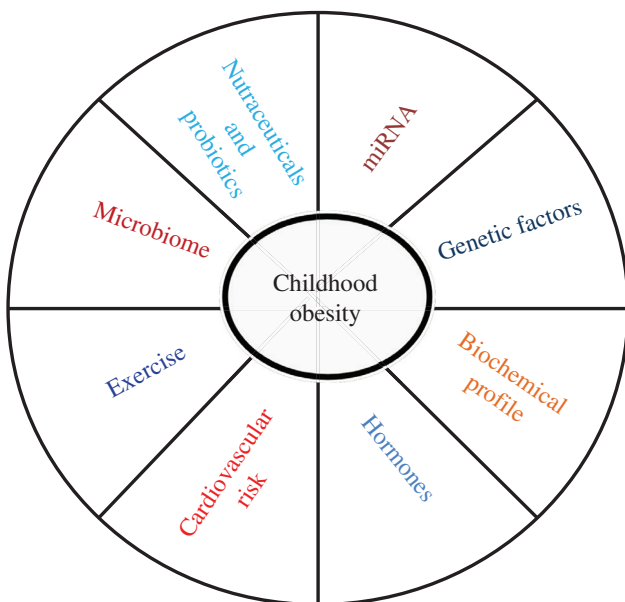 Nutraceuticals
and
probiotics
miRNA
Microbiome
Genetic factors
Childhood
obesity
Exercise
Biochemical
profile
Cardiovascular
risk
Hormones